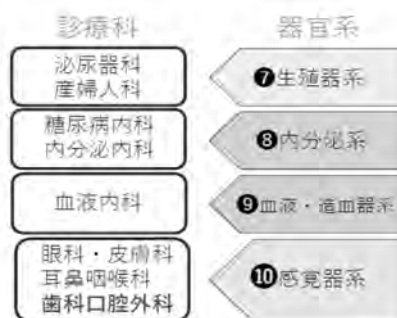 診療科 器官系
泌尿器科
産婦人科
❼生殖器系
糖尿病内科
内分泌内科
❽内分泌系
血液内科
❾血液・造血器系
眼科・皮膚科
耳鼻咽喉科
歯科口腔外科
❿感覚器系